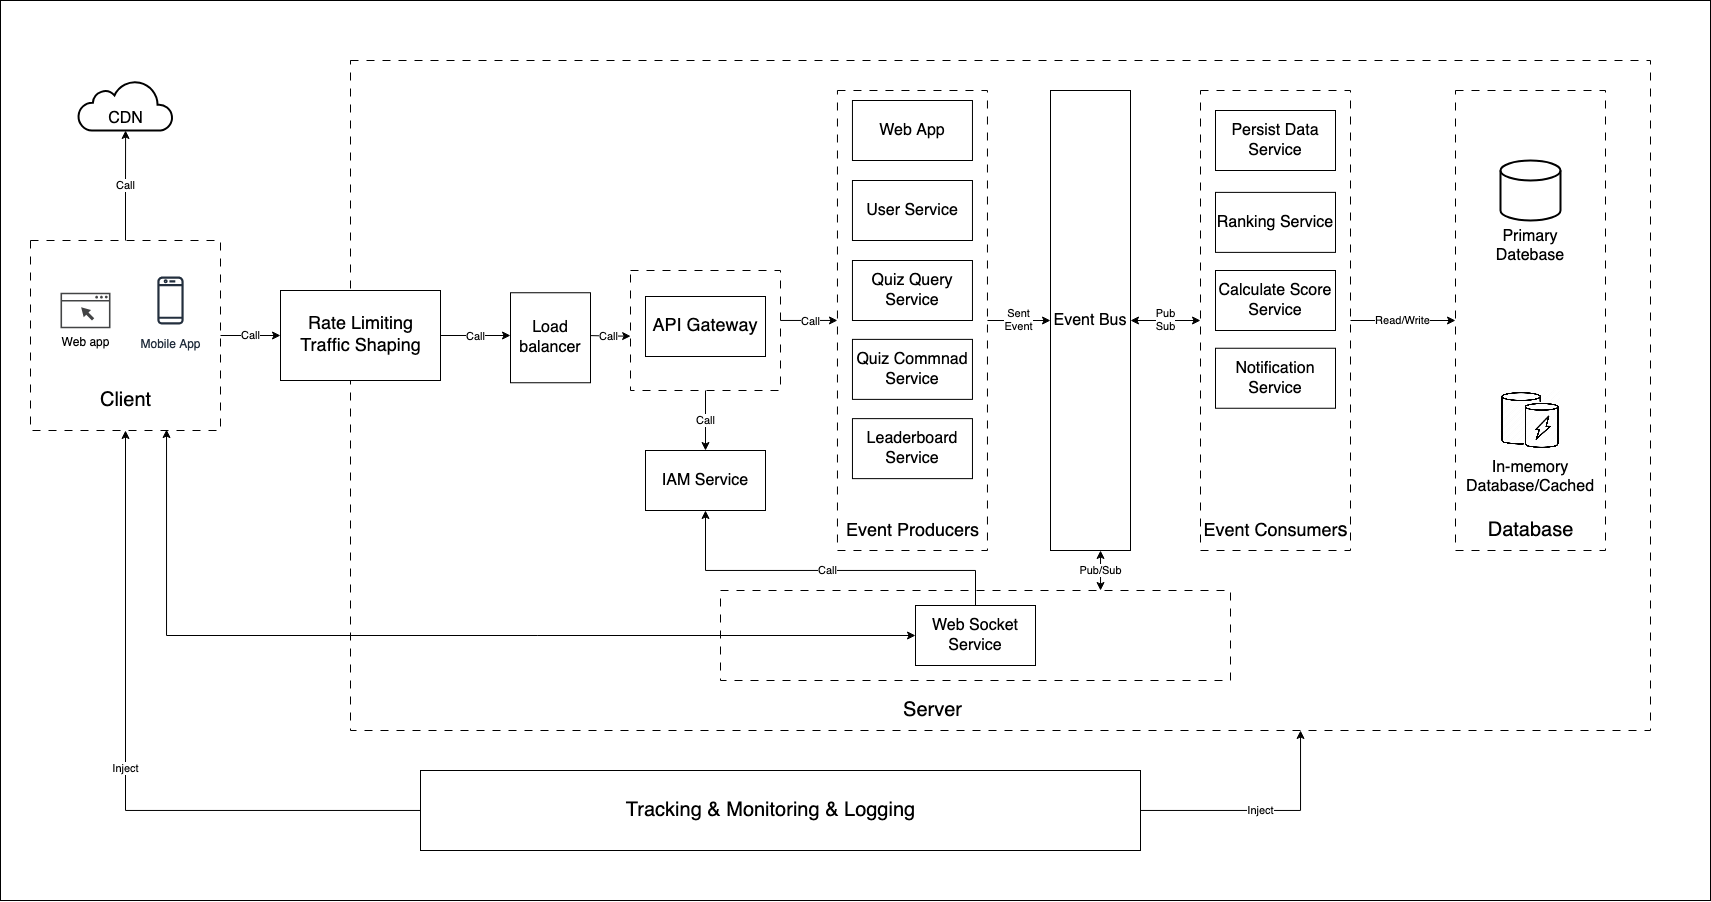 CDN
Call
Web app
Mobile App
Client
Call
Rate Limiting
Traffic Shaping
Call
Load
balancer
Call
API Gateway
Call
IAM Service
Call
Web App
User Service
Quiz Query
Service
Quiz Commnad
Service
Leaderboard
Service
Event Producers
Sent
Event
Event Bus
Pub
Sub
Persist Data
Service
Ranking Service
Calculate Score
Service
Notification
Service
Event Consumers
Read/Write
Primary
Datebase
In-memory
Database/Cached
Database
Call
Pub/Sub
Web Socket
Service
Server
Inject
Tracking & Monitoring & Logging
Inject